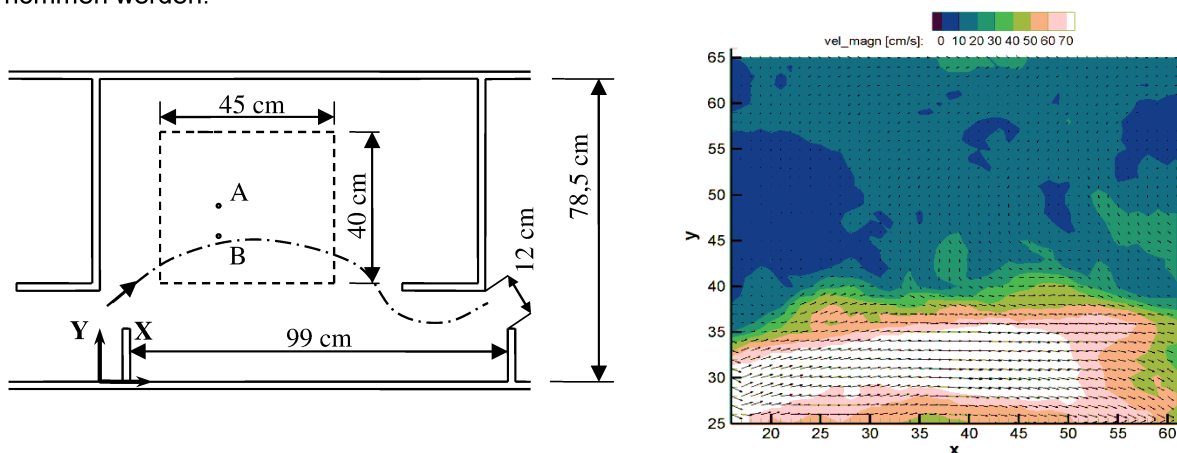 nommen werden.
45 cm
A
B
40 cm
78,5 cm
12 cm
Y
X
99 cm
vel_magn [cm/s]: 0 10 20 30 40 50 60 70
65
60
55
50
45
40
35
30
25
y
20 25 30 35 40 45 50 55 60
x